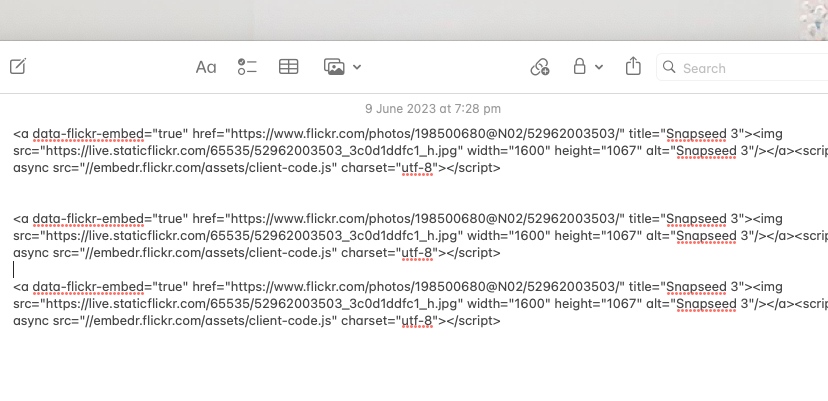 Aa
Search
9 June 2023 at 7:28 pm
<a data-flickr-embed="true" href="https://www.flickr.com/photos/198500680@N02/52962003503/" title="Snapseed 3"><img
src="https://live.staticflickr.com/65535/52962003503_3c0d1ddfc1_h.jpg" width="1600" height="1067" alt="Snapseed 3"/></a><scrip
async src="//embedr.flickr.com/assets/client-code.js" charset="utf-8"></script>
<a data-flickr-embed="true" href="https://www.flickr.com/photos/198500680@N02/52962003503/" title="Snapseed 3"><img
src="https://live.staticflickr.com/65535/52962003503_3c0d1ddfc1_h.jpg" width="1600" height="1067" alt="Snapseed 3"/></a><scrip
async src="//embedr.flickr.com/assets/client-code.js" charset="utf-8"></script>
<a data-flickr-embed="true" href="https://www.flickr.com/photos/198500680@N02/52962003503/" title="Snapseed 3"><img
src="https://live.staticflickr.com/65535/52962003503_3c0d1ddfc1_h.jpg" width="1600" height="1067" alt="Snapseed 3"/></a><scrip
async src="//embedr.flickr.com/assets/client-code.js" charset="utf-8"></script>